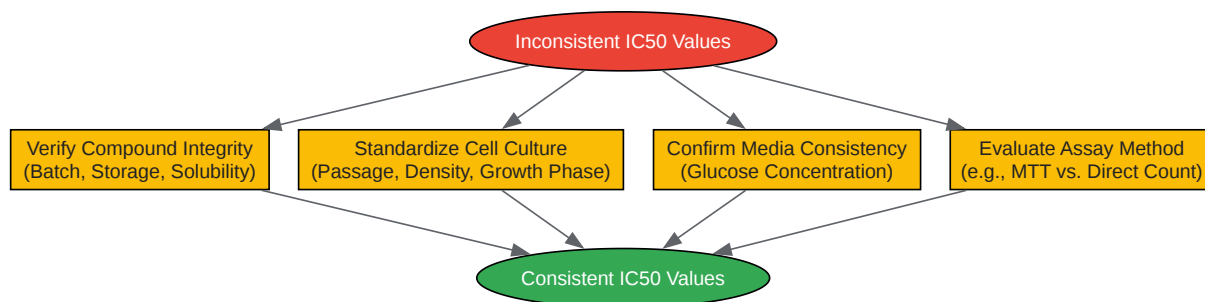 Inconsistent IC50 Values
Verify Compound Integrity
(Batch, Storage, Solubility)
Standardize Cell Culture
(Passage, Density, Growth Phase)
Confirm Media Consistency
(Glucose Concentration)
Evaluate Assay Method
(e.g., MTT vs. Direct Count)
Consistent IC50 Values